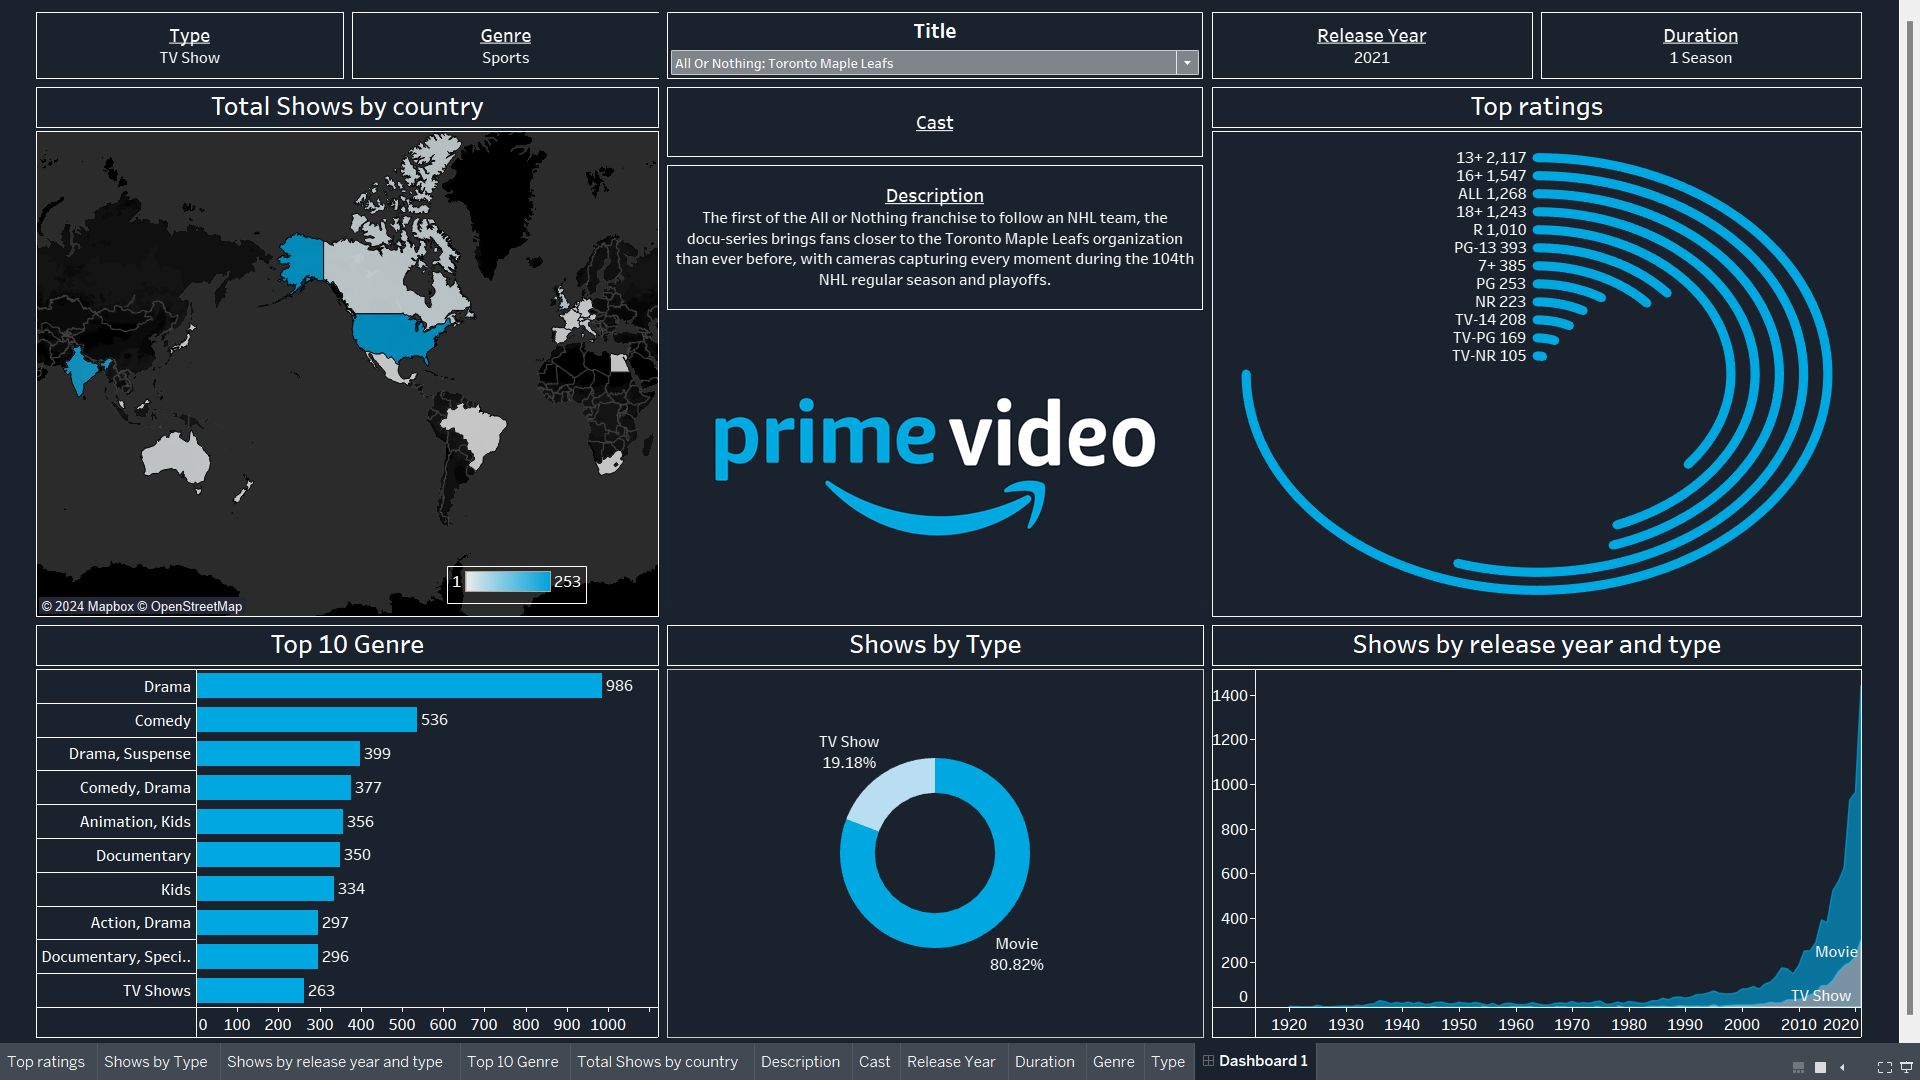 Type
TV Show
Genre
Sports
Title
All Or Nothing: Toronto Maple Leafs
Release Year
2021
Duration
1 Season
Total Shows by country
© 2024 Mapbox © OpenStreetMap
1
253
Cast
Description
The first of the All or Nothing franchise to follow an NHL team, the
docu-series brings fans closer to the Toronto Maple Leafs organization
than ever before, with cameras capturing every moment during the 104th
NHL regular season and playoffs.
prime video
Top ratings
13+ 2,117
16+ 1,547
ALL 1,268
18+ 1,243
R 1,010
PG-13 393
7+ 385
PG 253
NR 223
TV-14 208
TV-PG 169
TV-NR 105
Top 10 Genre
Drama 986
Comedy 536
Drama, Suspense 399
Comedy, Drama 377
Animation, Kids 356
Documentary 350
Kids 334
Action, Drama 297
Documentary, Speci.. 296
TV Shows 263
0 100 200 300 400 500 600 700 800 900 1000
Shows by Type
TV Show
19.18%
Movie
80.82%
Shows by release year and type
1400
1200
1000
800
600
400
200
0
Movie
TV Show
1920 1930 1940 1950 1960 1970 1980 1990 2000 2010 2020
Top ratings Shows by Type Shows by release year and type Top 10 Genre Total Shows by country Description Cast Release Year Duration Genre Type Dashboard 1